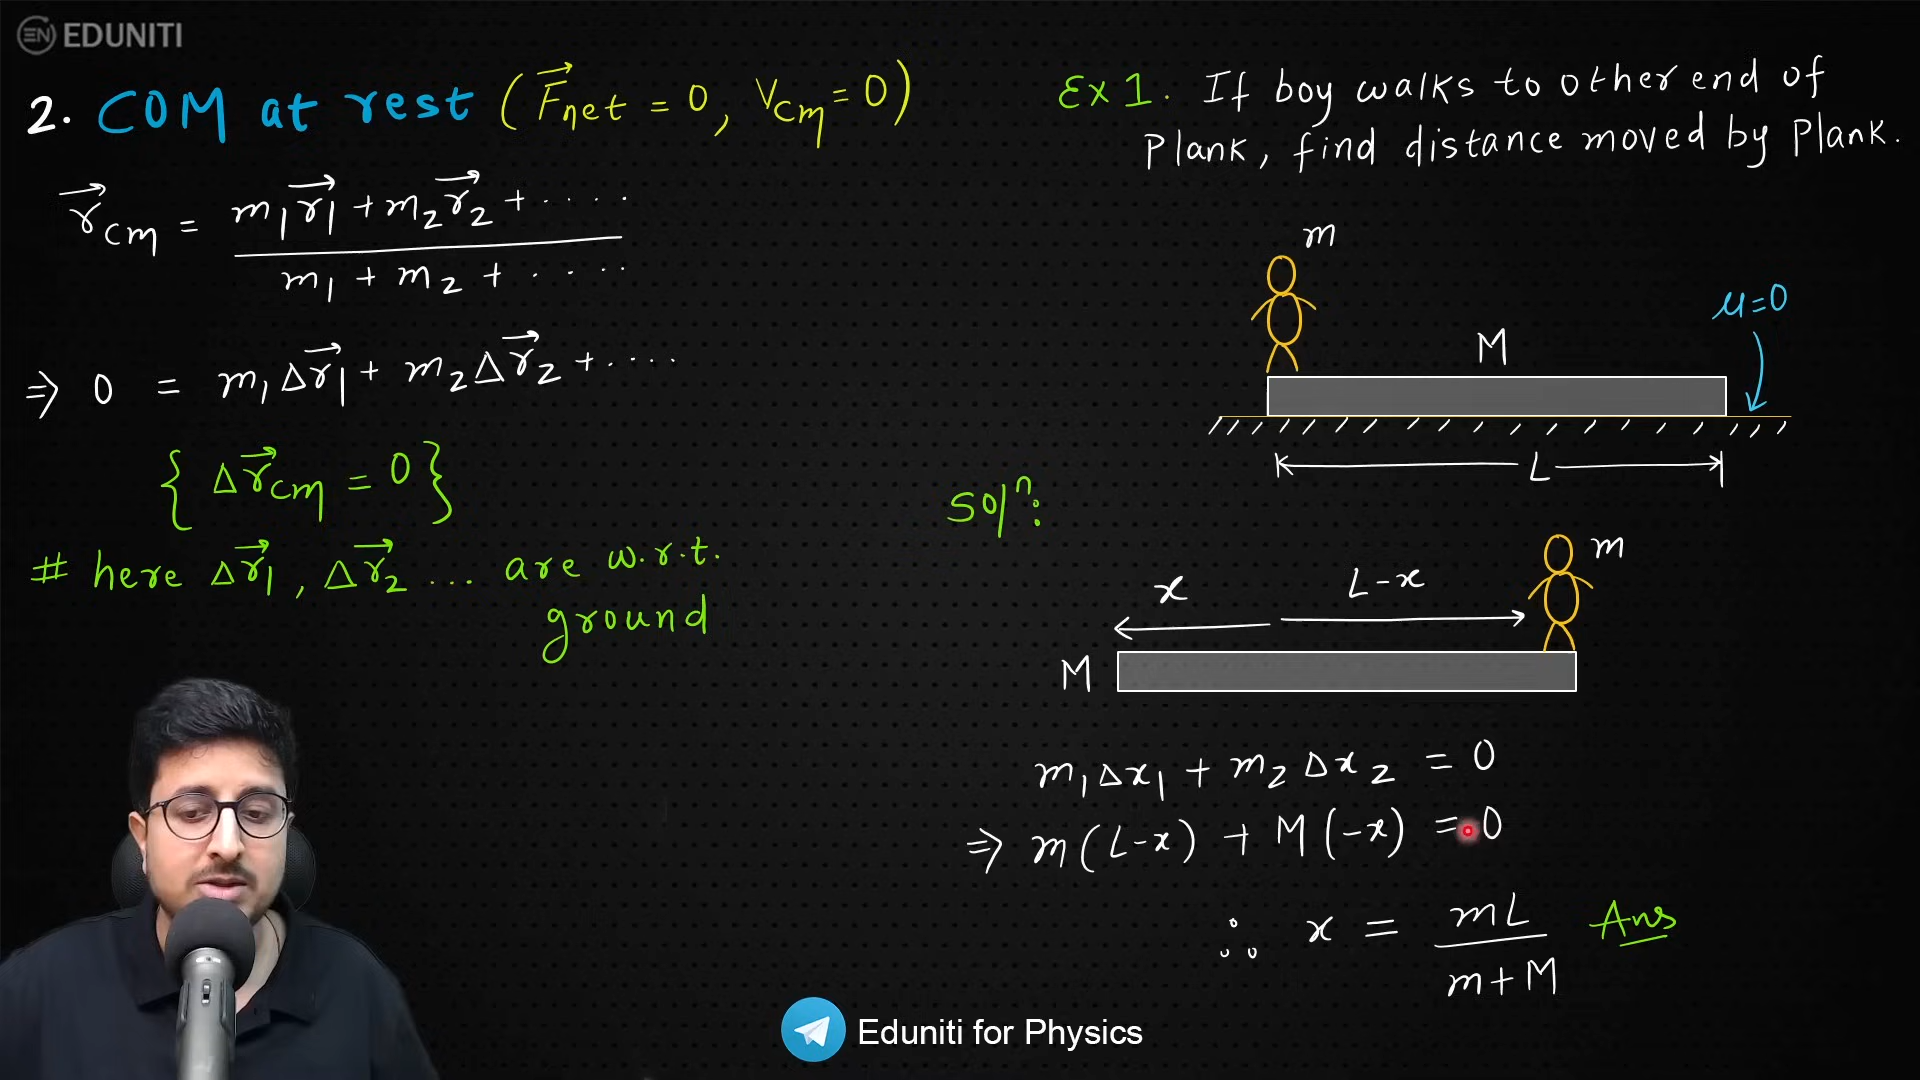 EN EDUNITI
2. COM at rest (F⃗net = 0, Vcm = 0)
r⃗cm = m₁r⃗₁ + m₂r⃗₂ + ....
m₁ + m₂ + ....
⇒ 0 = m₁Δr⃗₁ + m₂Δr⃗₂ + ....
{Δr⃗cm = 0}
# here Δr⃗₁, Δr⃗₂ ... are w.r.t.
ground
Ex 1. If boy walks to other end of
Plank, find distance moved by Plank.
m
μ=0
M
L
Solⁿ:
m
x
L-x
M
m₁Δx₁ + m₂Δx₂ = 0
⇒ m(L-x) + M(-x) = 0
∴ x = mL Ans
m+M
Eduniti for Physics